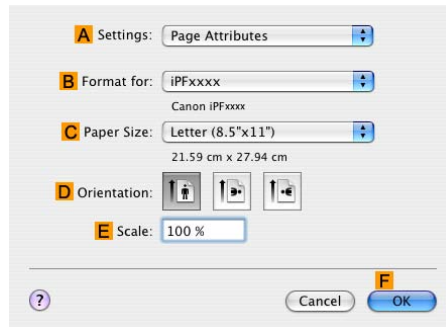 A Settings: Page Attributes
B Format for: iPFxxxx
Canon iPFxxxx
C Paper Size: Letter (8.5"x11")
21.59 cm x 27.94 cm
D Orientation:
E Scale: 100 %
F
? Cancel OK